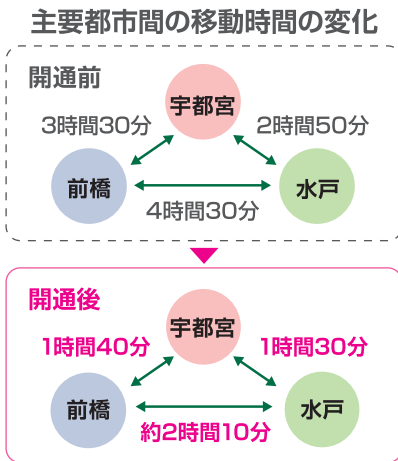 主要都市間の移動時間の変化
開通前
宇都宮
3時間30分
2時間50分
前橋
水戸
4時間30分
開通後
宇都宮
1時間40分
1時間30分
前橋
水戸
約2時間10分